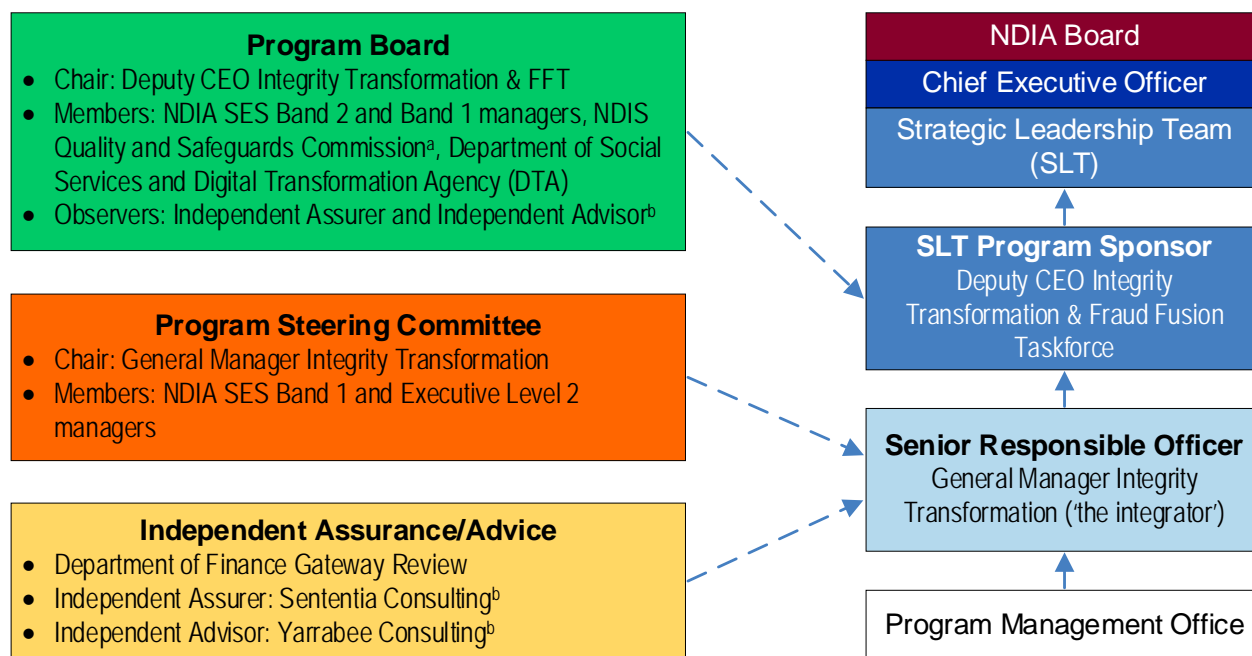 Program Board
• Chair: Deputy CEO Integrity Transformation & FFT
• Members: NDIA SES Band 2 and Band 1 managers, NDIS
Quality and Safeguards Commissionᵃ, Department of Social
Services and Digital Transformation Agency (DTA)
• Observers: Independent Assurer and Independent Advisorᵇ
Program Steering Committee
• Chair: General Manager Integrity Transformation
• Members: NDIA SES Band 1 and Executive Level 2
managers
Independent Assurance/Advice
• Department of Finance Gateway Review
• Independent Assurer: Sententia Consultingᵇ
• Independent Advisor: Yarrabee Consultingᵇ
NDIA Board
Chief Executive Officer
Strategic Leadership Team
(SLT)
SLT Program Sponsor
Deputy CEO Integrity
Transformation & Fraud Fusion
Taskforce
Senior Responsible Officer
General Manager Integrity
Transformation (‘the integrator’)
Program Management Office